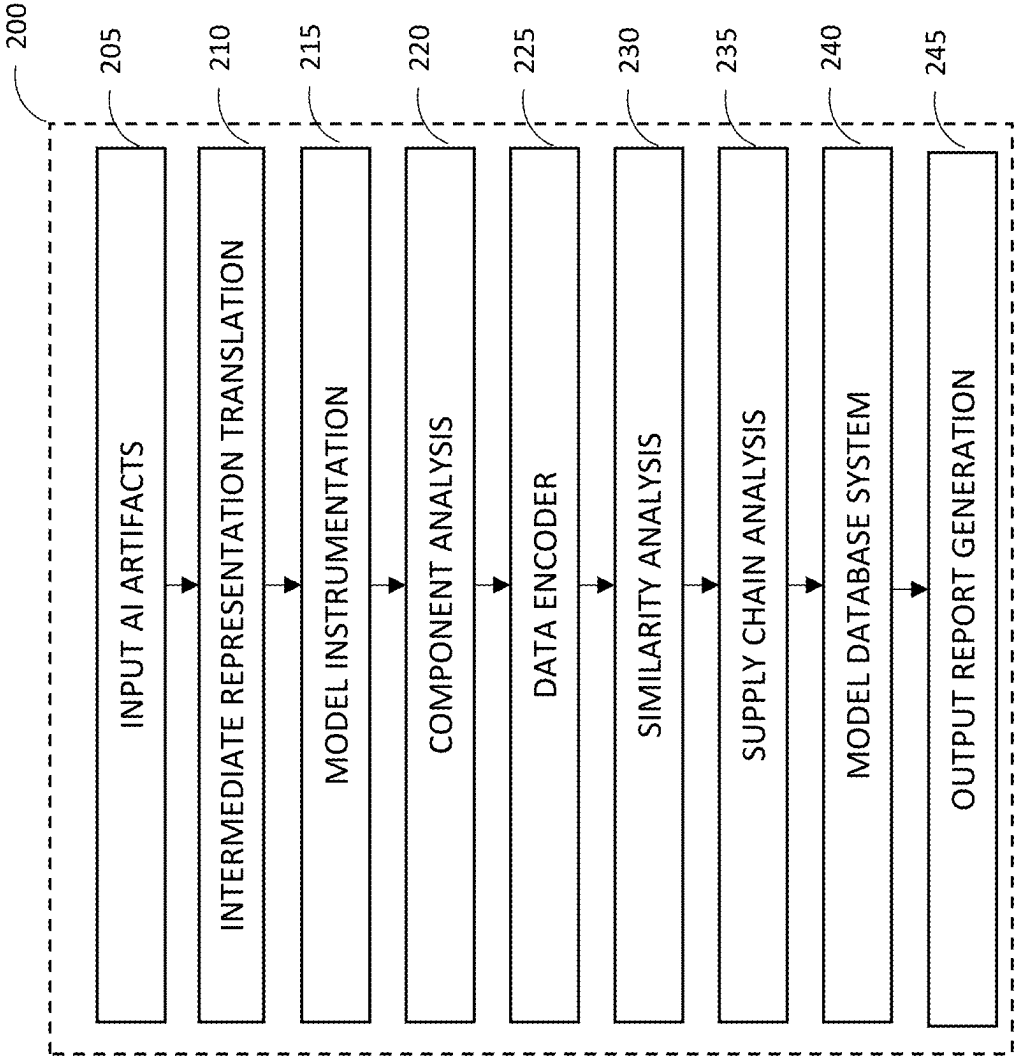 200
205
INPUT AI ARTIFACTS
210
INTERMEDIATE REPRESENTATION TRANSLATION
215
MODEL INSTRUMENTATION
220
COMPONENT ANALYSIS
225
DATA ENCODER
230
SIMILARITY ANALYSIS
235
SUPPLY CHAIN ANALYSIS
240
MODEL DATABASE SYSTEM
245
OUTPUT REPORT GENERATION